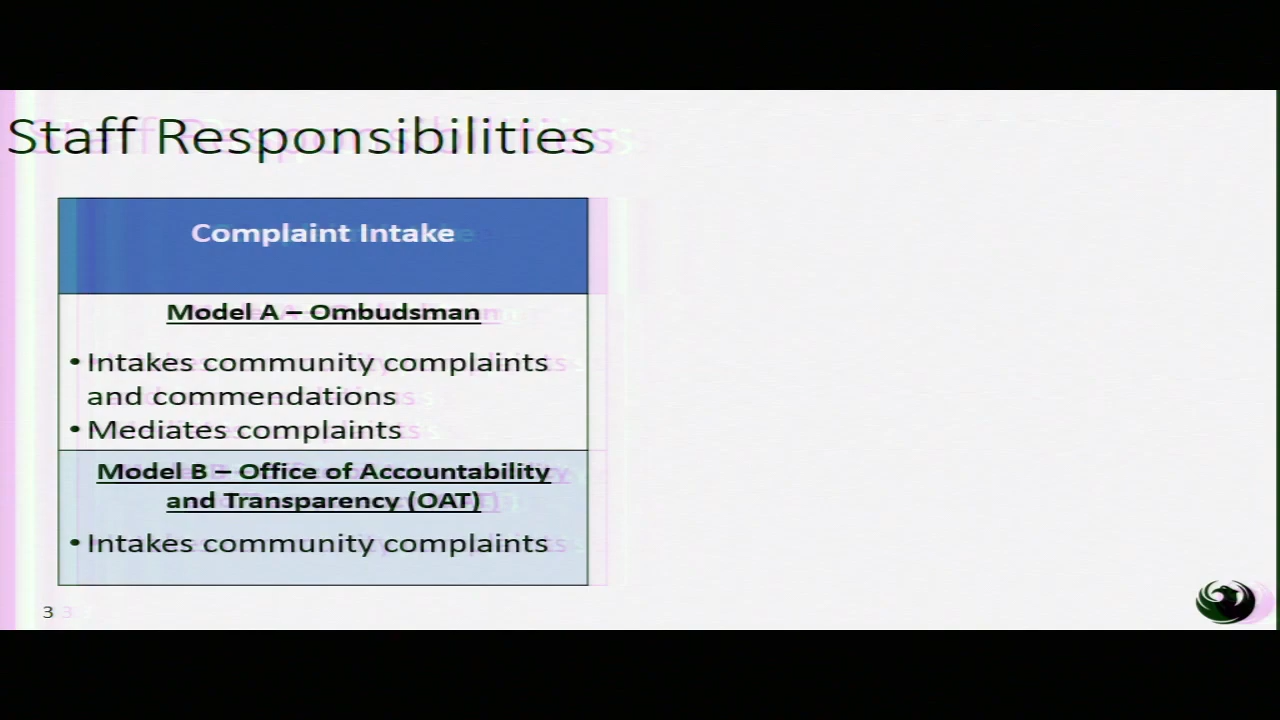 Staff Responsibilities
Complaint Intake
Model A – Ombudsman
• Intakes community complaints
and commendations
• Mediates complaints
Model B – Office of Accountability
and Transparency (OAT)
• Intakes community complaints
3